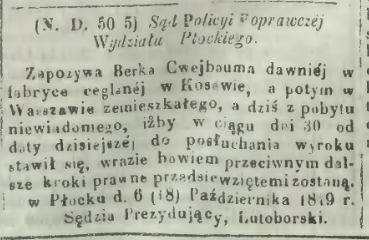 (N. D. 50 5) Sąd Policyi Poprawczéj
Wydziału Płockiego.
Zapozywa Berka Cwejbauma dawniéj w
fabryce ceglanéj w Kosewie, a potym w
Warszawie zemieszkałego, a dziś z pobytu
niewiadomego, iżby w ciągu dni 30 od
daty dzisiejszéj do posłuchania wyroku
stawił się, wrazie bowiem przeciwnym dal-
sze kroki prawne przedsięwziętemi zostaną.
w Płocku d. 6 (18) Października 1849 r.
Sędzia Prezydujący, Lutoborski.